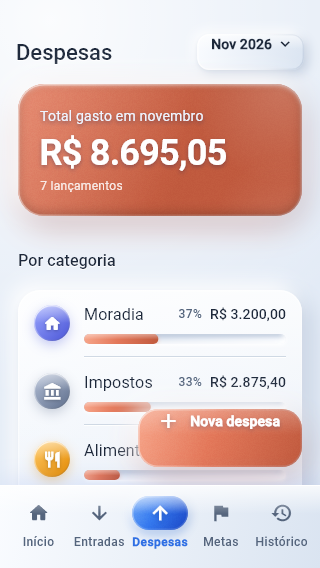 Despesas
Nov 2026
Total gasto em novembro
R$ 8.695,05
7 lançamentos
Por categoria
Moradia 37% R$ 3.200,00
Impostos 33% R$ 2.875,40
Aliment
Nova despesa
Início Entradas Despesas Metas Histórico